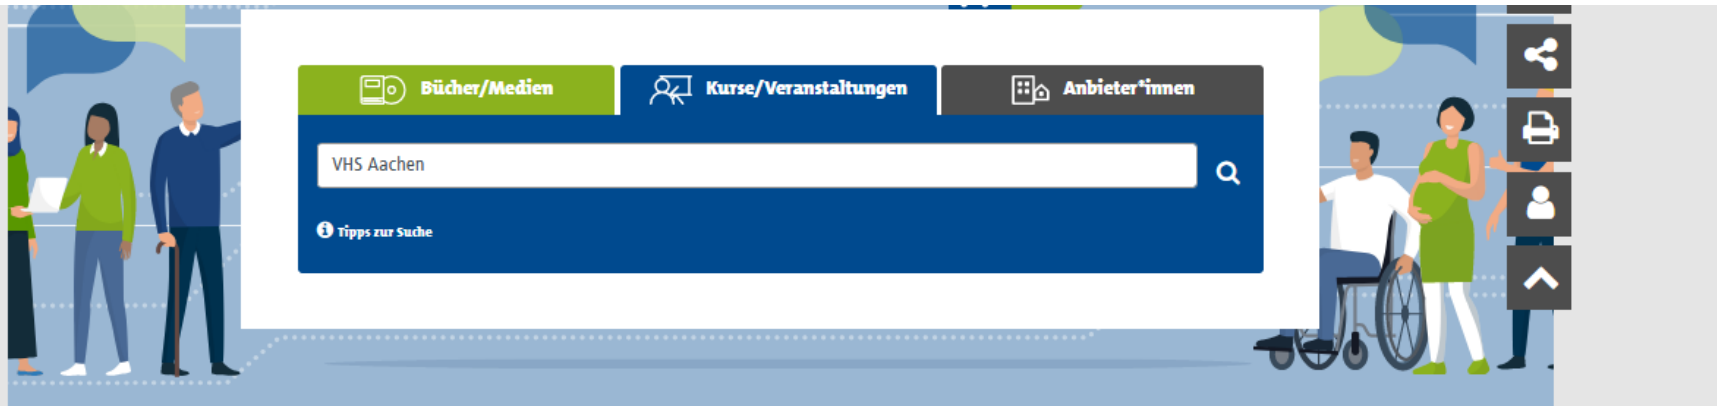 Bücher/Medien
Kurse/Veranstaltungen
Anbieter*innen
VHS Aachen
Tipps zur Suche